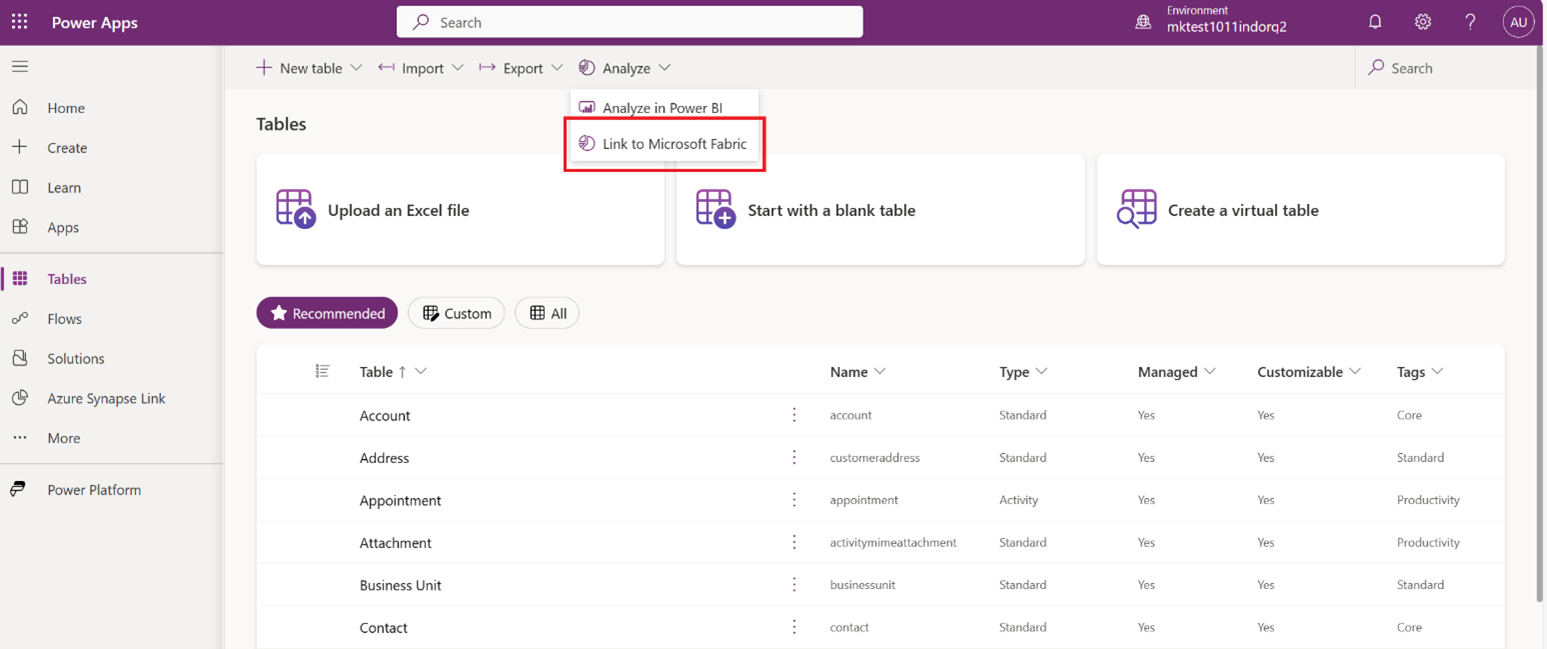 Power Apps
Search
Environment
mktest1011indorq2
AU
New table
Import
Export
Analyze
Search
Analyze in Power BI
Link to Microsoft Fabric
Home
Create
Learn
Apps
Tables
Flows
Solutions
Azure Synapse Link
More
Power Platform
Tables
Upload an Excel file
Start with a blank table
Create a virtual table
Recommended
Custom
All
Table Name Type Managed Customizable Tags
Account account Standard Yes Yes Core
Address customeraddress Standard Yes Yes Standard
Appointment appointment Activity Yes Yes Productivity
Attachment activitymimeattachment Standard Yes Yes Productivity
Business Unit businessunit Standard Yes Yes Standard
Contact contact Standard Yes Yes Core